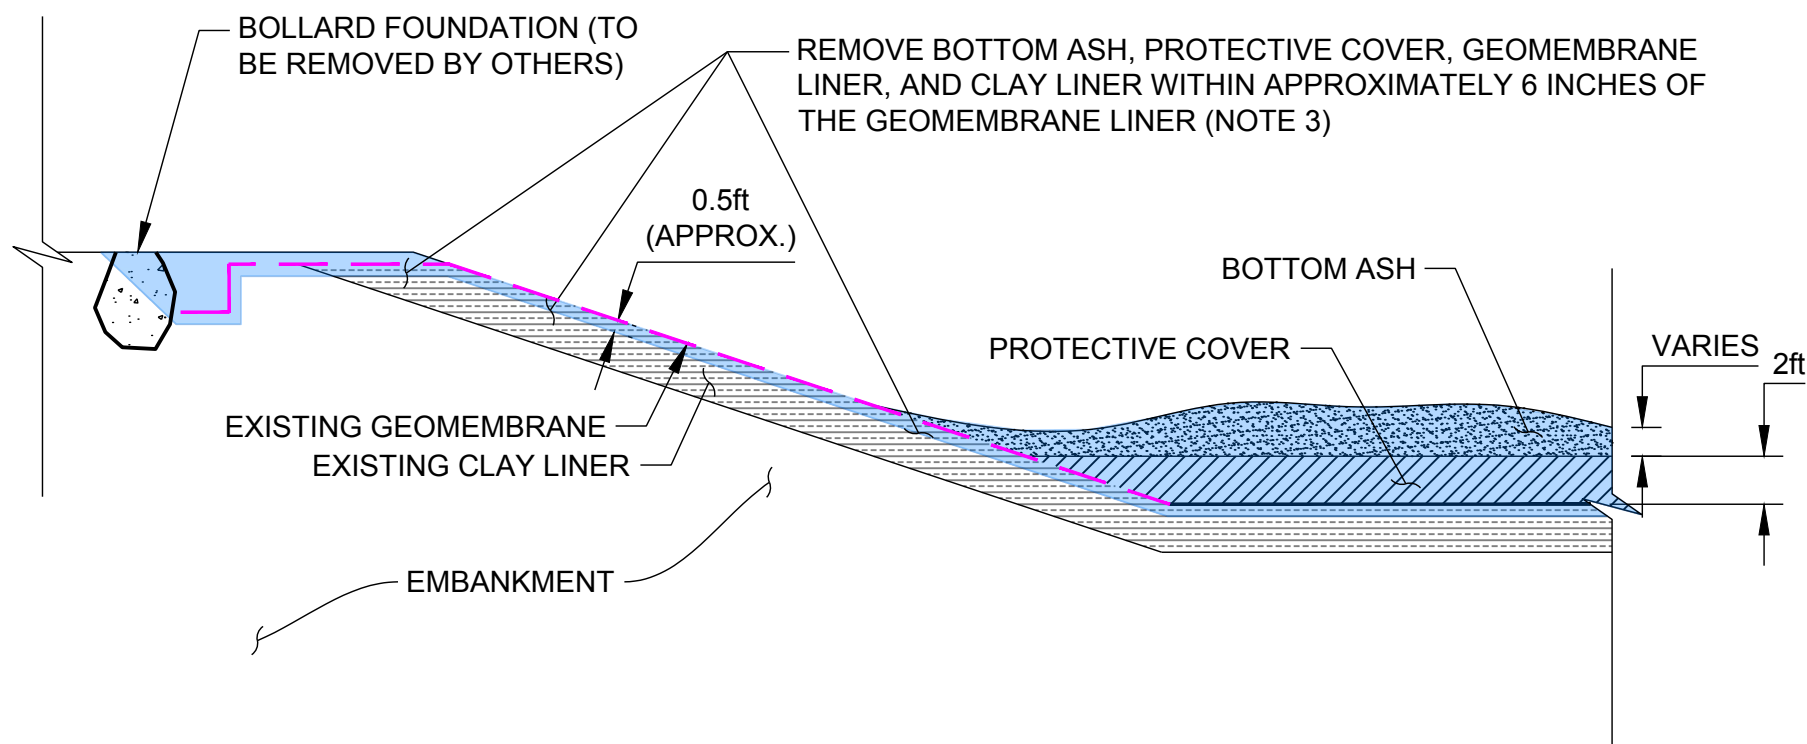 BOLLARD FOUNDATION (TO
BE REMOVED BY OTHERS)
REMOVE BOTTOM ASH, PROTECTIVE COVER, GEOMEMBRANE
LINER, AND CLAY LINER WITHIN APPROXIMATELY 6 INCHES OF
THE GEOMEMBRANE LINER (NOTE 3)
0.5ft
(APPROX.)
BOTTOM ASH
PROTECTIVE COVER
VARIES
2ft
EXISTING GEOMEMBRANE
EXISTING CLAY LINER
EMBANKMENT